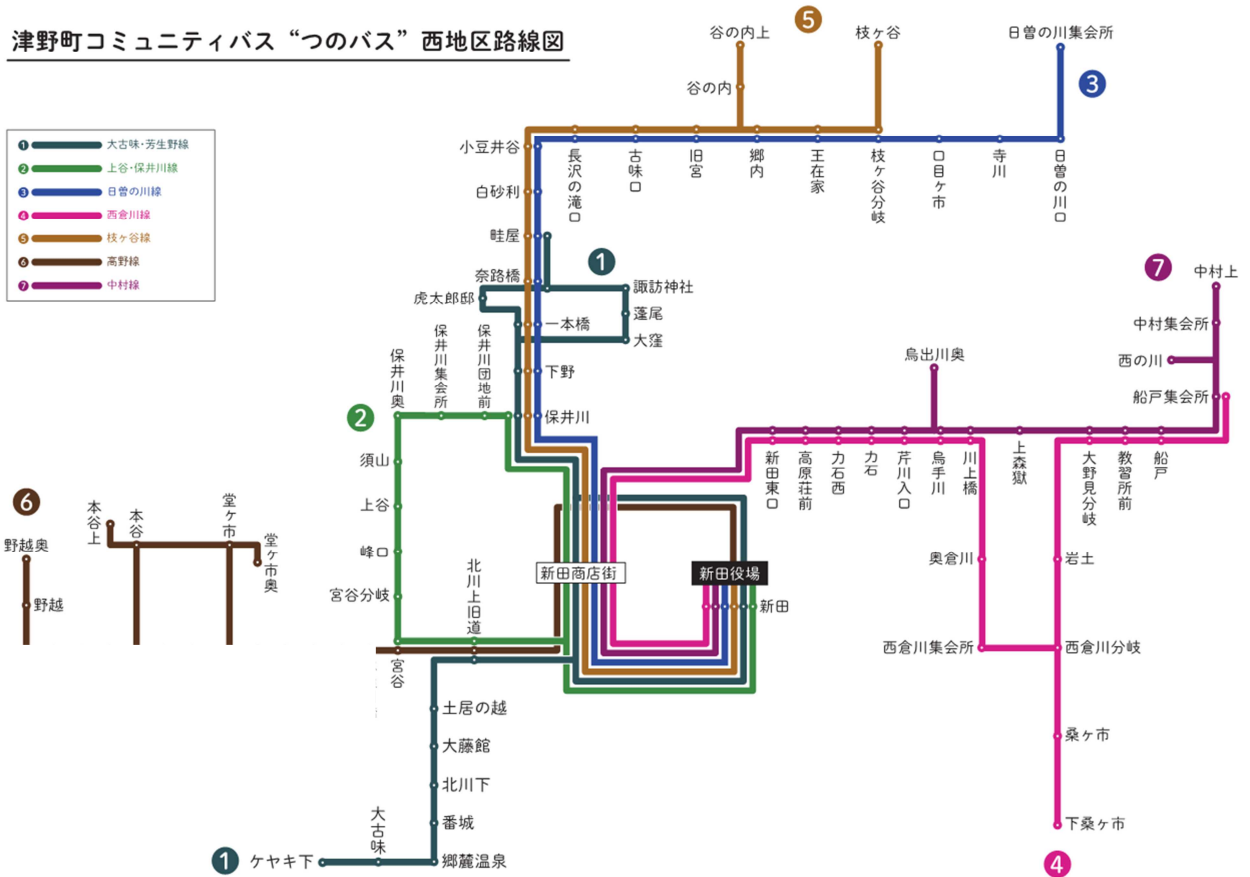 津野町コミュニティバス “つのバス” 西地区路線図
1 大古味・芳生野線
2 上谷・保井川線
3 日曽の川線
4 西倉川線
5 枝ヶ谷線
6 高野線
7 中村線
5
谷の内上
谷の内
枝ヶ谷
日曽の川集会所
3
小豆井谷
白砂利
畦屋
奈路橋
虎太郎邸
長沢の滝口
古味口
旧宮
郷内
王在家
枝ヶ谷分岐
口目ヶ市
寺川
日曽の川口
1
諏訪神社
蓬尾
大窪
一本橋
下野
保井川
保井川団地前
保井川集会所
保井川奥
2
須山
上谷
峰口
宮谷分岐
北川上旧道
宮谷
7
中村上
中村集会所
西の川
船戸集会所
烏出川奥
新田東口
高原荘前
力石西
力石
芹川入口
烏手川
川上橋
上森獄
大野見分岐
教習所前
船戸
6
野越奥
野越
本谷上
本谷
堂ヶ市
堂ヶ市奥
新田商店街
新田役場
新田
奥倉川
岩土
西倉川集会所
西倉川分岐
桑ヶ市
下桑ヶ市
4
土居の越
大藤館
北川下
番城
郷麓温泉
大古味
1
ケヤキ下